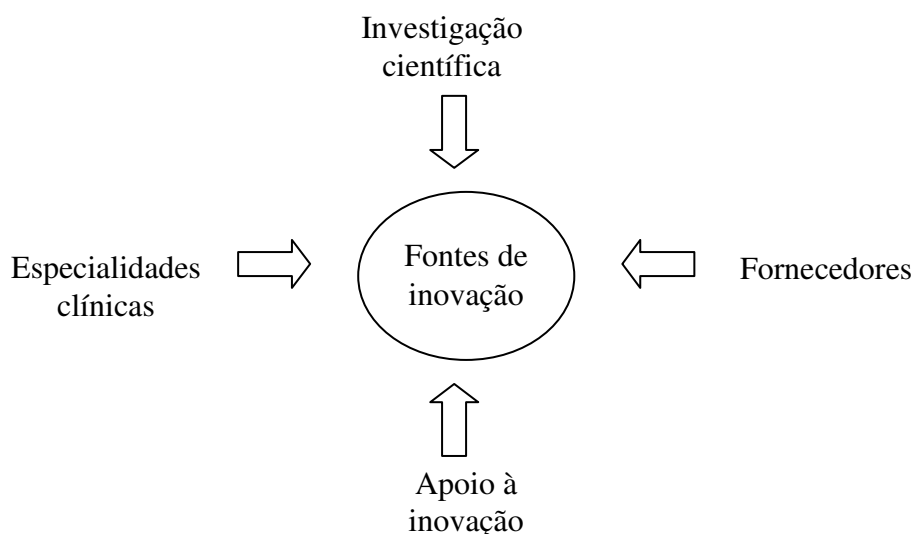 Investigação
científica
Especialidades
clínicas
Fontes de
inovação
Fornecedores
Apoio à
inovação